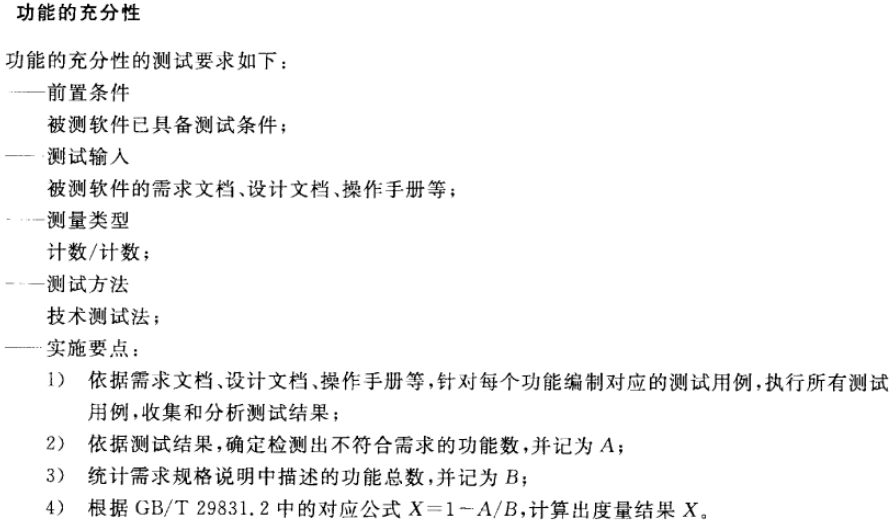 功能的充分性
功能的充分性的测试要求如下：
——前置条件
被测软件已具备测试条件；
——测试输入
被测软件的需求文档、设计文档、操作手册等；
——测量类型
计数/计数；
——测试方法
技术测试法；
——实施要点：
1） 依据需求文档、设计文档、操作手册等，针对每个功能编制对应的测试用例，执行所有测试
用例，收集和分析测试结果；
2） 依据测试结果，确定检测出不符合需求的功能数，并记为 A；
3） 统计需求规格说明中描述的功能总数，并记为 B；
4） 根据 GB/T 29831.2 中的对应公式 X=1-A/B，计算出度量结果 X。